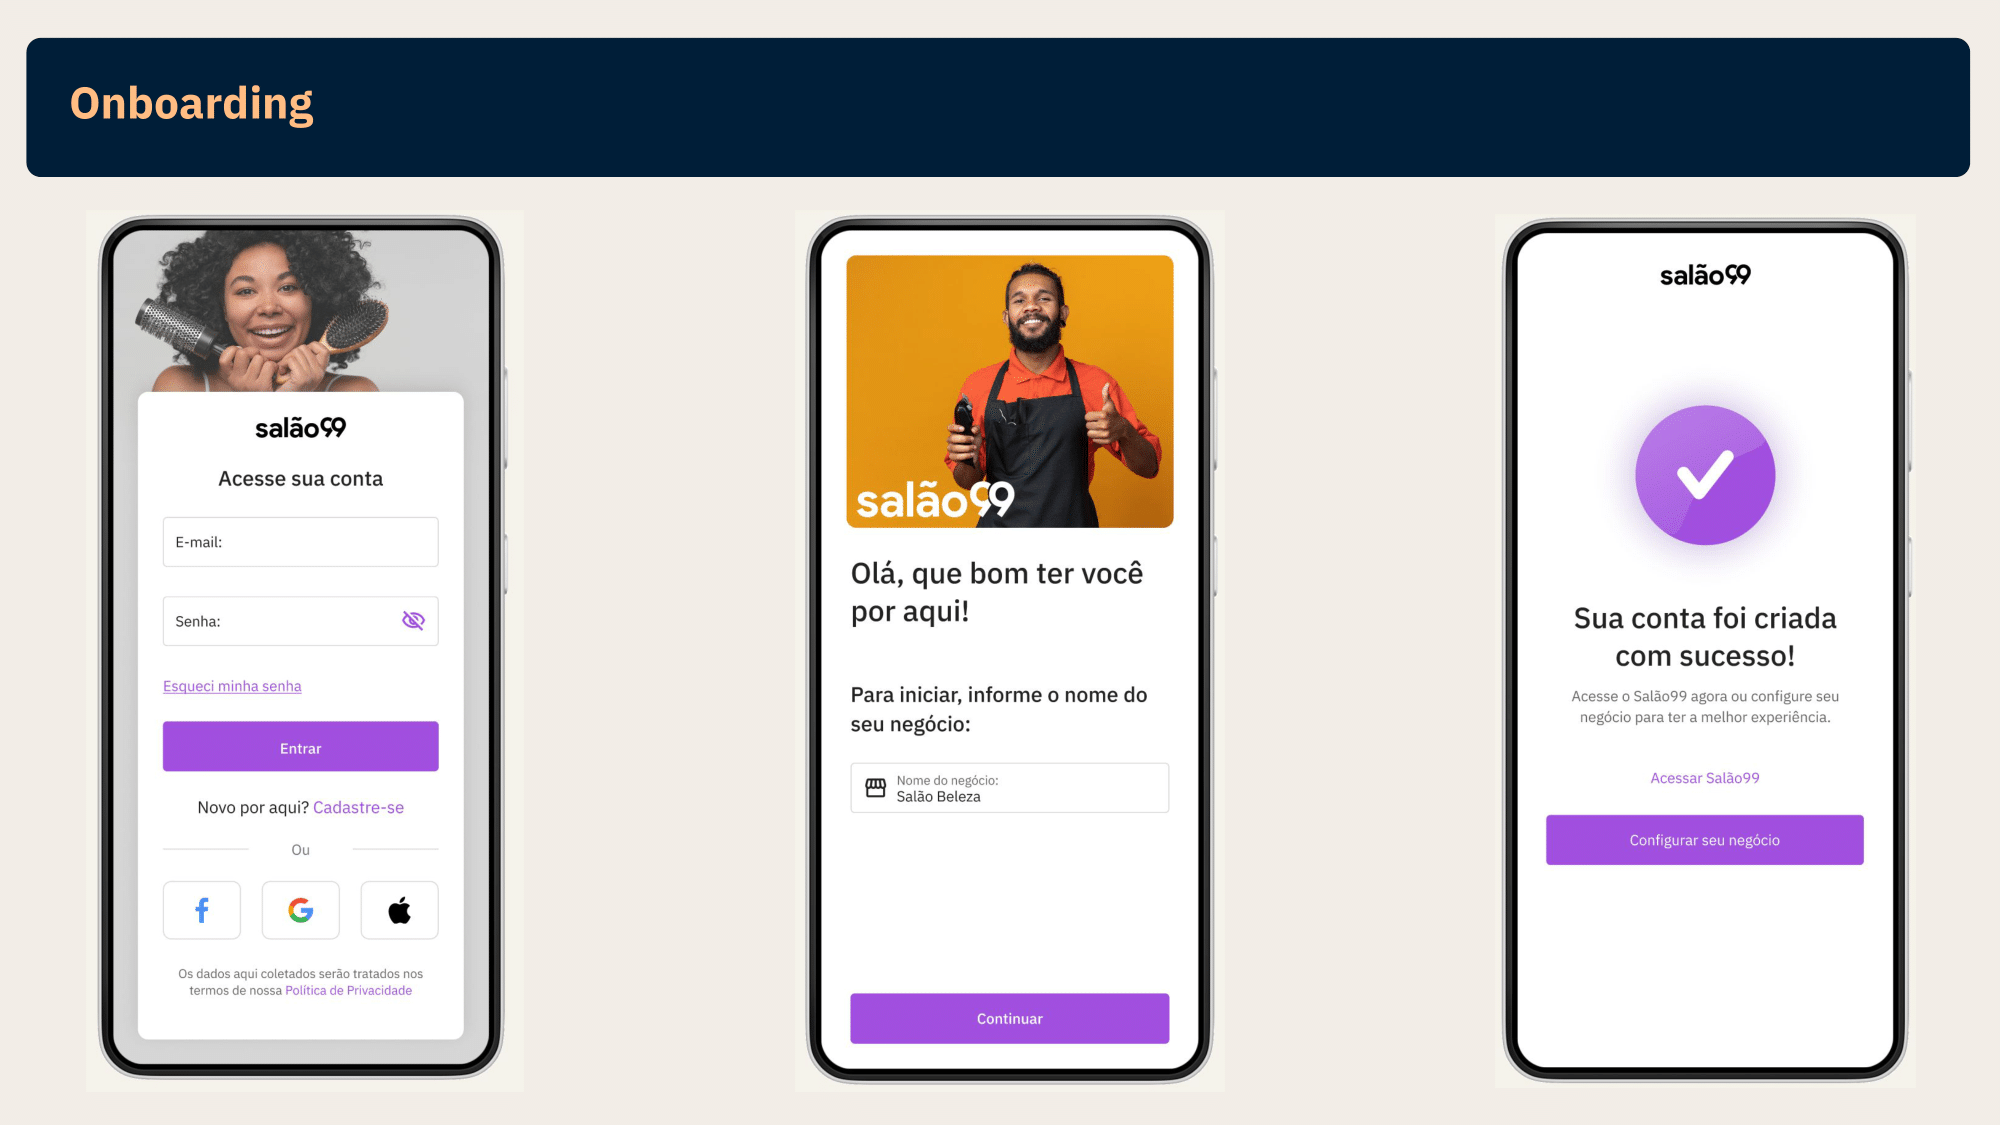 Onboarding
salão99
Acesse sua conta
E-mail:
Senha:
Esqueci minha senha
Entrar
Novo por aqui? Cadastre-se
Ou
Os dados aqui coletados serão tratados nos
termos de nossa Política de Privacidade
salão99
Olá, que bom ter você
por aqui!
Para iniciar, informe o nome do
seu negócio:
Nome do negócio:
Salão Beleza
Continuar
salão99
Sua conta foi criada
com sucesso!
Acesse o Salão99 agora ou configure seu
negócio para ter a melhor experiência.
Acessar Salão99
Configurar seu negócio